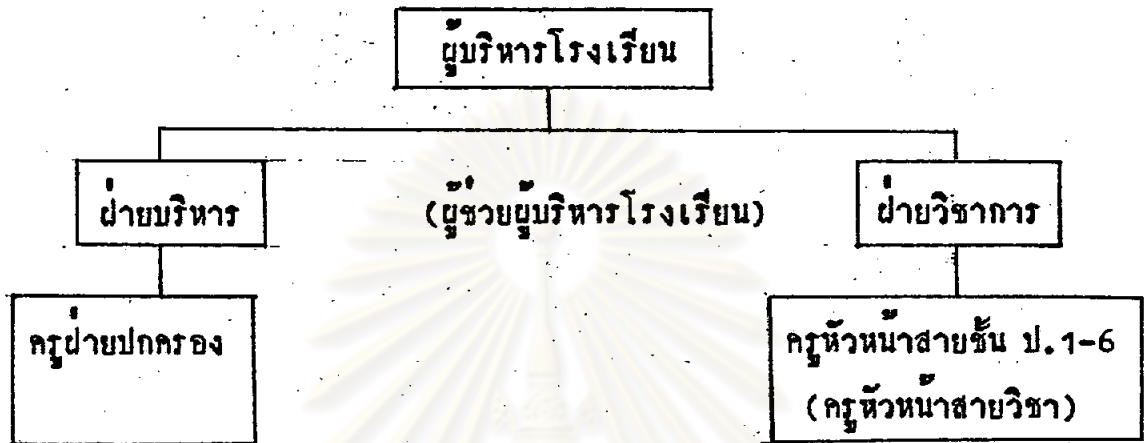 ผู้บริหารโรงเรียน
ฝ่ายบริหาร
(ผู้ช่วยผู้บริหารโรงเรียน)
ฝ่ายวิชาการ
ครูฝ่ายปกครอง
ครูหัวหน้าสายชั้น ป.1-6
(ครูหัวหน้าสายวิชา)